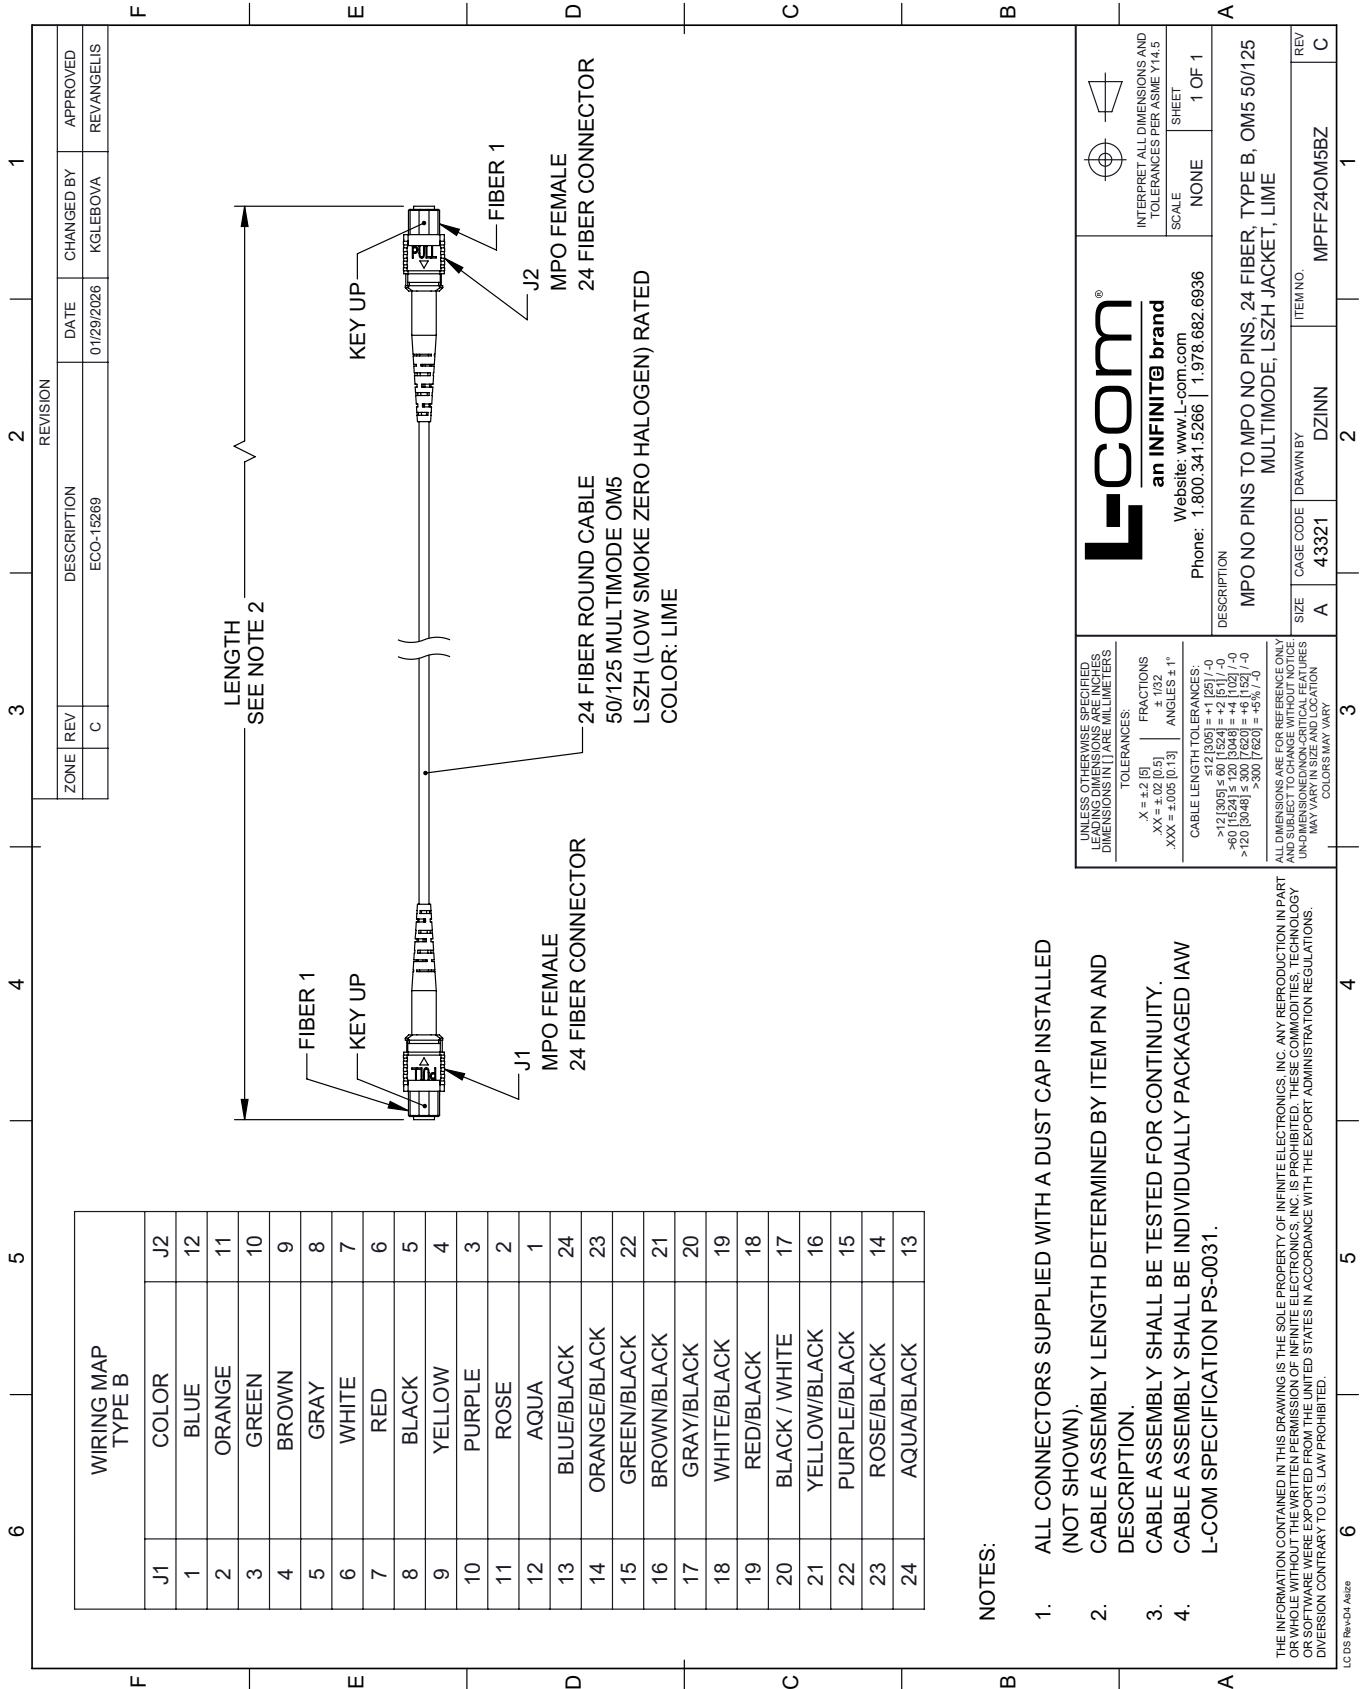 6
5
4
3
2
1
F
E
D
C
B
A
REVISION
ZONE REV DESCRIPTION DATE CHANGED BY APPROVED
C ECO-15269 01/29/2026 KGLEBOVA REVANGELIS
WIRING MAP
TYPE B
J1 COLOR J2
1 BLUE 12
2 ORANGE 11
3 GREEN 10
4 BROWN 9
5 GRAY 8
6 WHITE 7
7 RED 6
8 BLACK 5
9 YELLOW 4
10 PURPLE 3
11 ROSE 2
12 AQUA 1
13 BLUE/BLACK 24
14 ORANGE/BLACK 23
15 GREEN/BLACK 22
16 BROWN/BLACK 21
17 GRAY/BLACK 20
18 WHITE/BLACK 19
19 RED/BLACK 18
20 BLACK / WHITE 17
21 YELLOW/BLACK 16
22 PURPLE/BLACK 15
23 ROSE/BLACK 14
24 AQUA/BLACK 13
LENGTH
SEE NOTE 2
FIBER 1
KEY UP
PULL
J1
MPO FEMALE
24 FIBER CONNECTOR
24 FIBER ROUND CABLE
50/125 MULTIMODE OM5
LSZH (LOW SMOKE ZERO HALOGEN) RATED
COLOR: LIME
KEY UP
PULL
FIBER 1
J2
MPO FEMALE
24 FIBER CONNECTOR
NOTES:
1. ALL CONNECTORS SUPPLIED WITH A DUST CAP INSTALLED
(NOT SHOWN).
2. CABLE ASSEMBLY LENGTH DETERMINED BY ITEM PN AND
DESCRIPTION.
3. CABLE ASSEMBLY SHALL BE TESTED FOR CONTINUITY.
4. CABLE ASSEMBLY SHALL BE INDIVIDUALLY PACKAGED IAW
L-COM SPECIFICATION PS-0031.
THE INFORMATION CONTAINED IN THIS DRAWING IS THE SOLE PROPERTY OF INFINITE ELECTRONICS, INC. ANY REPRODUCTION IN PART
OR WHOLE WITHOUT THE WRITTEN PERMISSION OF INFINITE ELECTRONICS, INC. IS PROHIBITED. THESE COMMODITIES, TECHNOLOGY
OR SOFTWARE WERE EXPORTED FROM THE UNITED STATES IN ACCORDANCE WITH THE EXPORT ADMINISTRATION REGULATIONS.
DIVERSION CONTRARY TO U.S. LAW PROHIBITED.
UNLESS OTHERWISE SPECIFIED
LEADING DIMENSIONS ARE INCHES
DIMENSIONS IN [ ] ARE MILLIMETERS
TOLERANCES:
.X = ±.2 [5] FRACTIONS
.XX = ±.02 [0.5] ± 1/32
.XXX = ±.005 [0.13] ANGLES ± 1°
CABLE LENGTH TOLERANCES:
≤12 [305] = +1 [25] / -0
>12 [305] ≤ 60 [1524] = +2 [51] / -0
>60 [1524] ≤ 120 [3048] = +4 [102] / -0
>120 [3048] ≤ 300 [7620] = +6 [152] / -0
>300 [7620] = +5% / -0
ALL DIMENSIONS ARE FOR REFERENCE ONLY
AND SUBJECT TO CHANGE WITHOUT NOTICE.
UN-DIMENSIONED/NON-CRITICAL FEATURES
MAY VARY IN SIZE AND LOCATION
COLORS MAY VARY
L-com®
an INFINITE brand
Website: www.L-com.com
Phone: 1.800.341.5266 | 1.978.682.6936
INTERPRET ALL DIMENSIONS AND
TOLERANCES PER ASME Y14.5
SCALE NONE
SHEET 1 OF 1
DESCRIPTION
MPO NO PINS TO MPO NO PINS, 24 FIBER, TYPE B, OM5 50/125
MULTIMODE, LSZH JACKET, LIME
SIZE A
CAGE CODE 43321
DRAWN BY DZINN
ITEM NO. MPFF24OM5BZ
REV C
F
E
D
C
B
A
LC DS Rev-D4 Asize
6
5
4
3
2
1